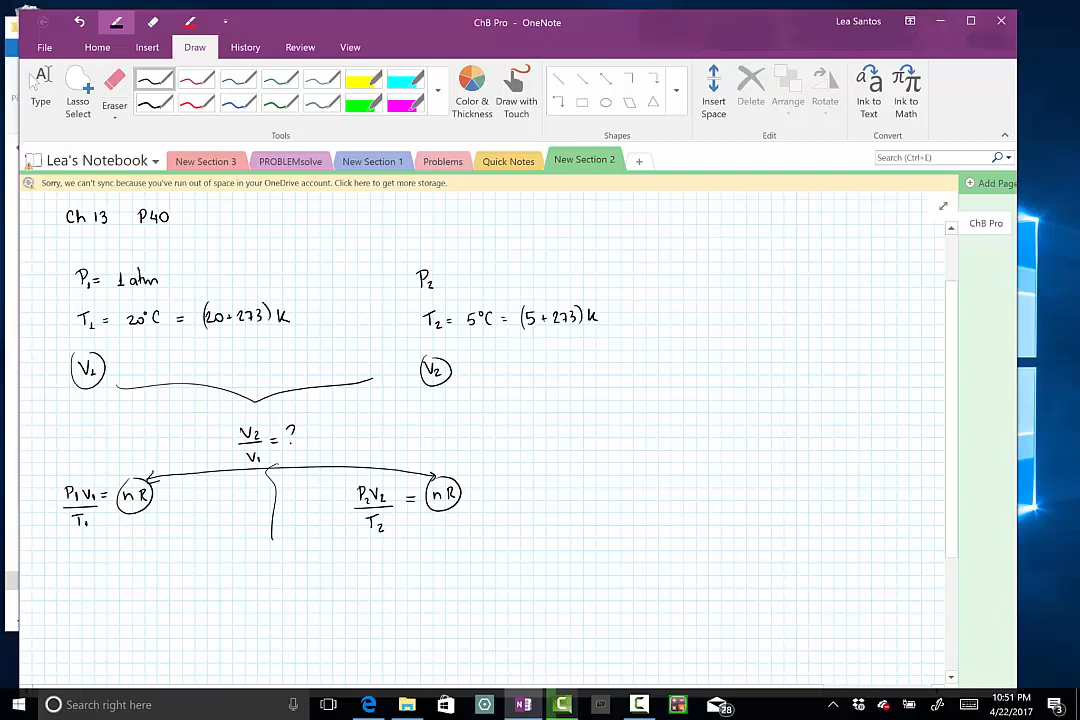 ChB Pro - OneNote
Lea Santos
File Home Insert Draw History Review View
Type
Lasso Select
Eraser
Color & Thickness
Draw with Touch
Insert Space
Delete
Arrange
Rotate
Ink to Text
Ink to Math
Tools
Shapes
Edit
Convert
Lea's Notebook
New Section 3
PROBLEMsolve
New Section 1
Problems
Quick Notes
New Section 2
Search (Ctrl+E)
Sorry, we can't sync because you've run out of space in your OneDrive account. Click here to get more storage.
Add Page
ChB Pro
Ch 13 P40
P₁ = 1 atm P₂
T₁ = 20°C = (20+273) K T₂ = 5°C = (5+273) K
V₁ V₂
V₂/V₁ = ?
P₁V₁/T₁ = nR P₂V₂/T₂ = nR
Search right here
28
10:51 PM
4/22/2017
3